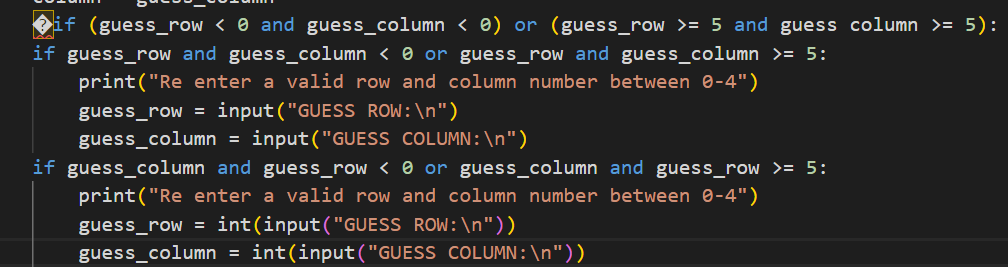 �if (guess_row < 0 and guess_column < 0) or (guess_row >= 5 and guess column >= 5):
if guess_row and guess_column < 0 or guess_row and guess_column >= 5:
    print("Re enter a valid row and column number between 0-4")
    guess_row = input("GUESS ROW:\n")
    guess_column = input("GUESS COLUMN:\n")
if guess_column and guess_row < 0 or guess_column and guess_row >= 5:
    print("Re enter a valid row and column number between 0-4")
    guess_row = int(input("GUESS ROW:\n"))
    guess_column = int(input("GUESS COLUMN:\n"))